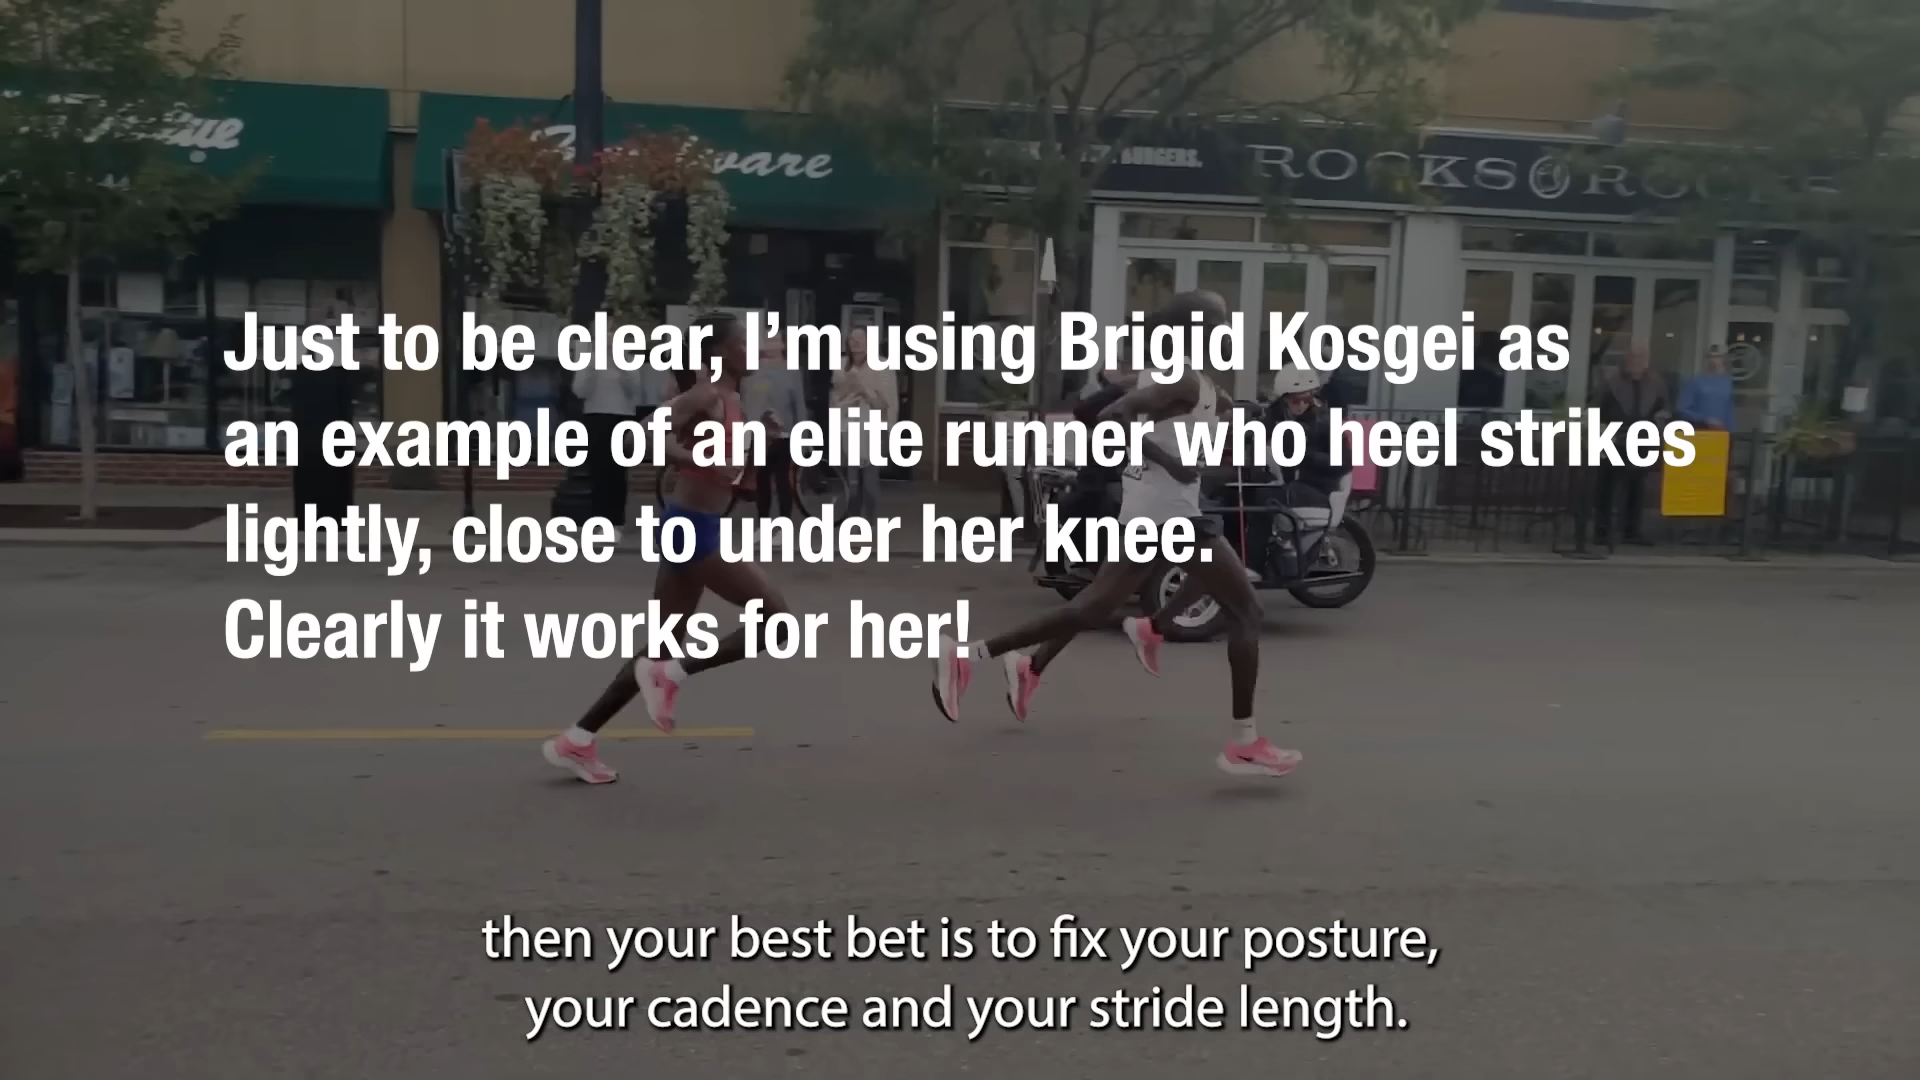 ROCKS
Just to be clear, I’m using Brigid Kosgei as
an example of an elite runner who heel strikes
lightly, close to under her knee.
Clearly it works for her!
then your best bet is to fix your posture,
your cadence and your stride length.